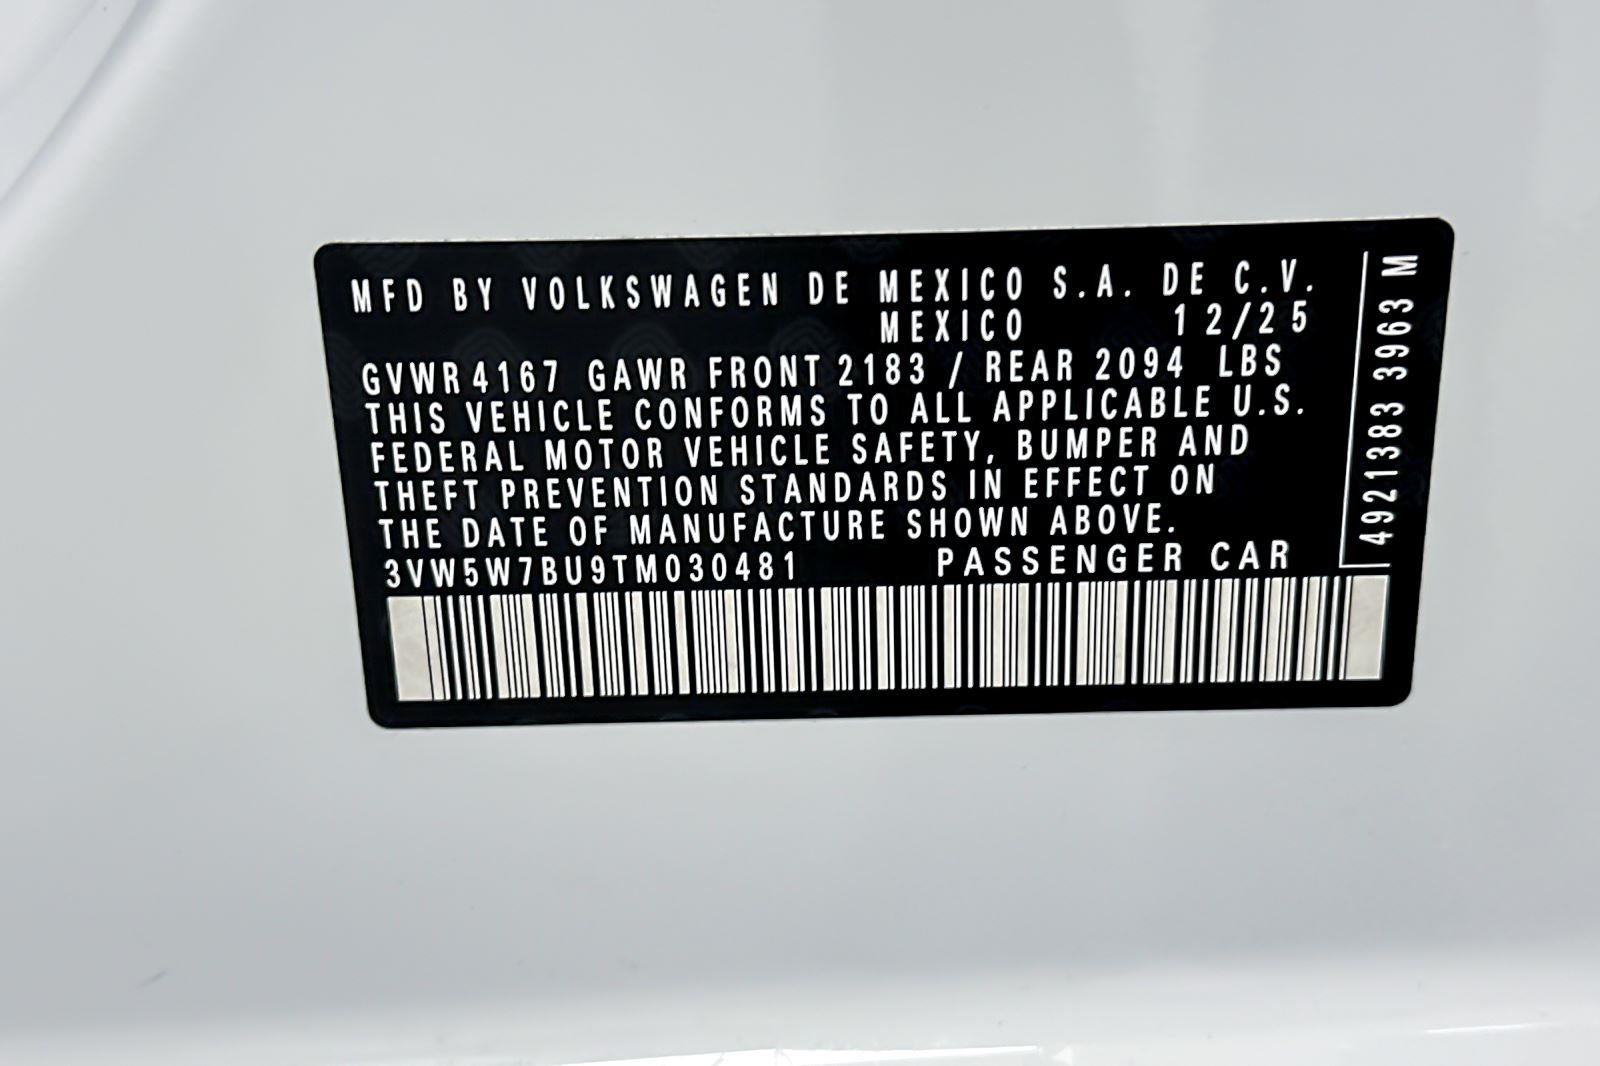 MFD BY VOLKSWAGEN DE MEXICO S.A. DE C.V.
MEXICO 12/25
GVWR 4167 GAWR FRONT 2183 / REAR 2094 LBS
THIS VEHICLE CONFORMS TO ALL APPLICABLE U.S.
FEDERAL MOTOR VEHICLE SAFETY, BUMPER AND
THEFT PREVENTION STANDARDS IN EFFECT ON
THE DATE OF MANUFACTURE SHOWN ABOVE.
3VW5W7BU9TM030481 PASSENGER CAR
4921383 3963 M